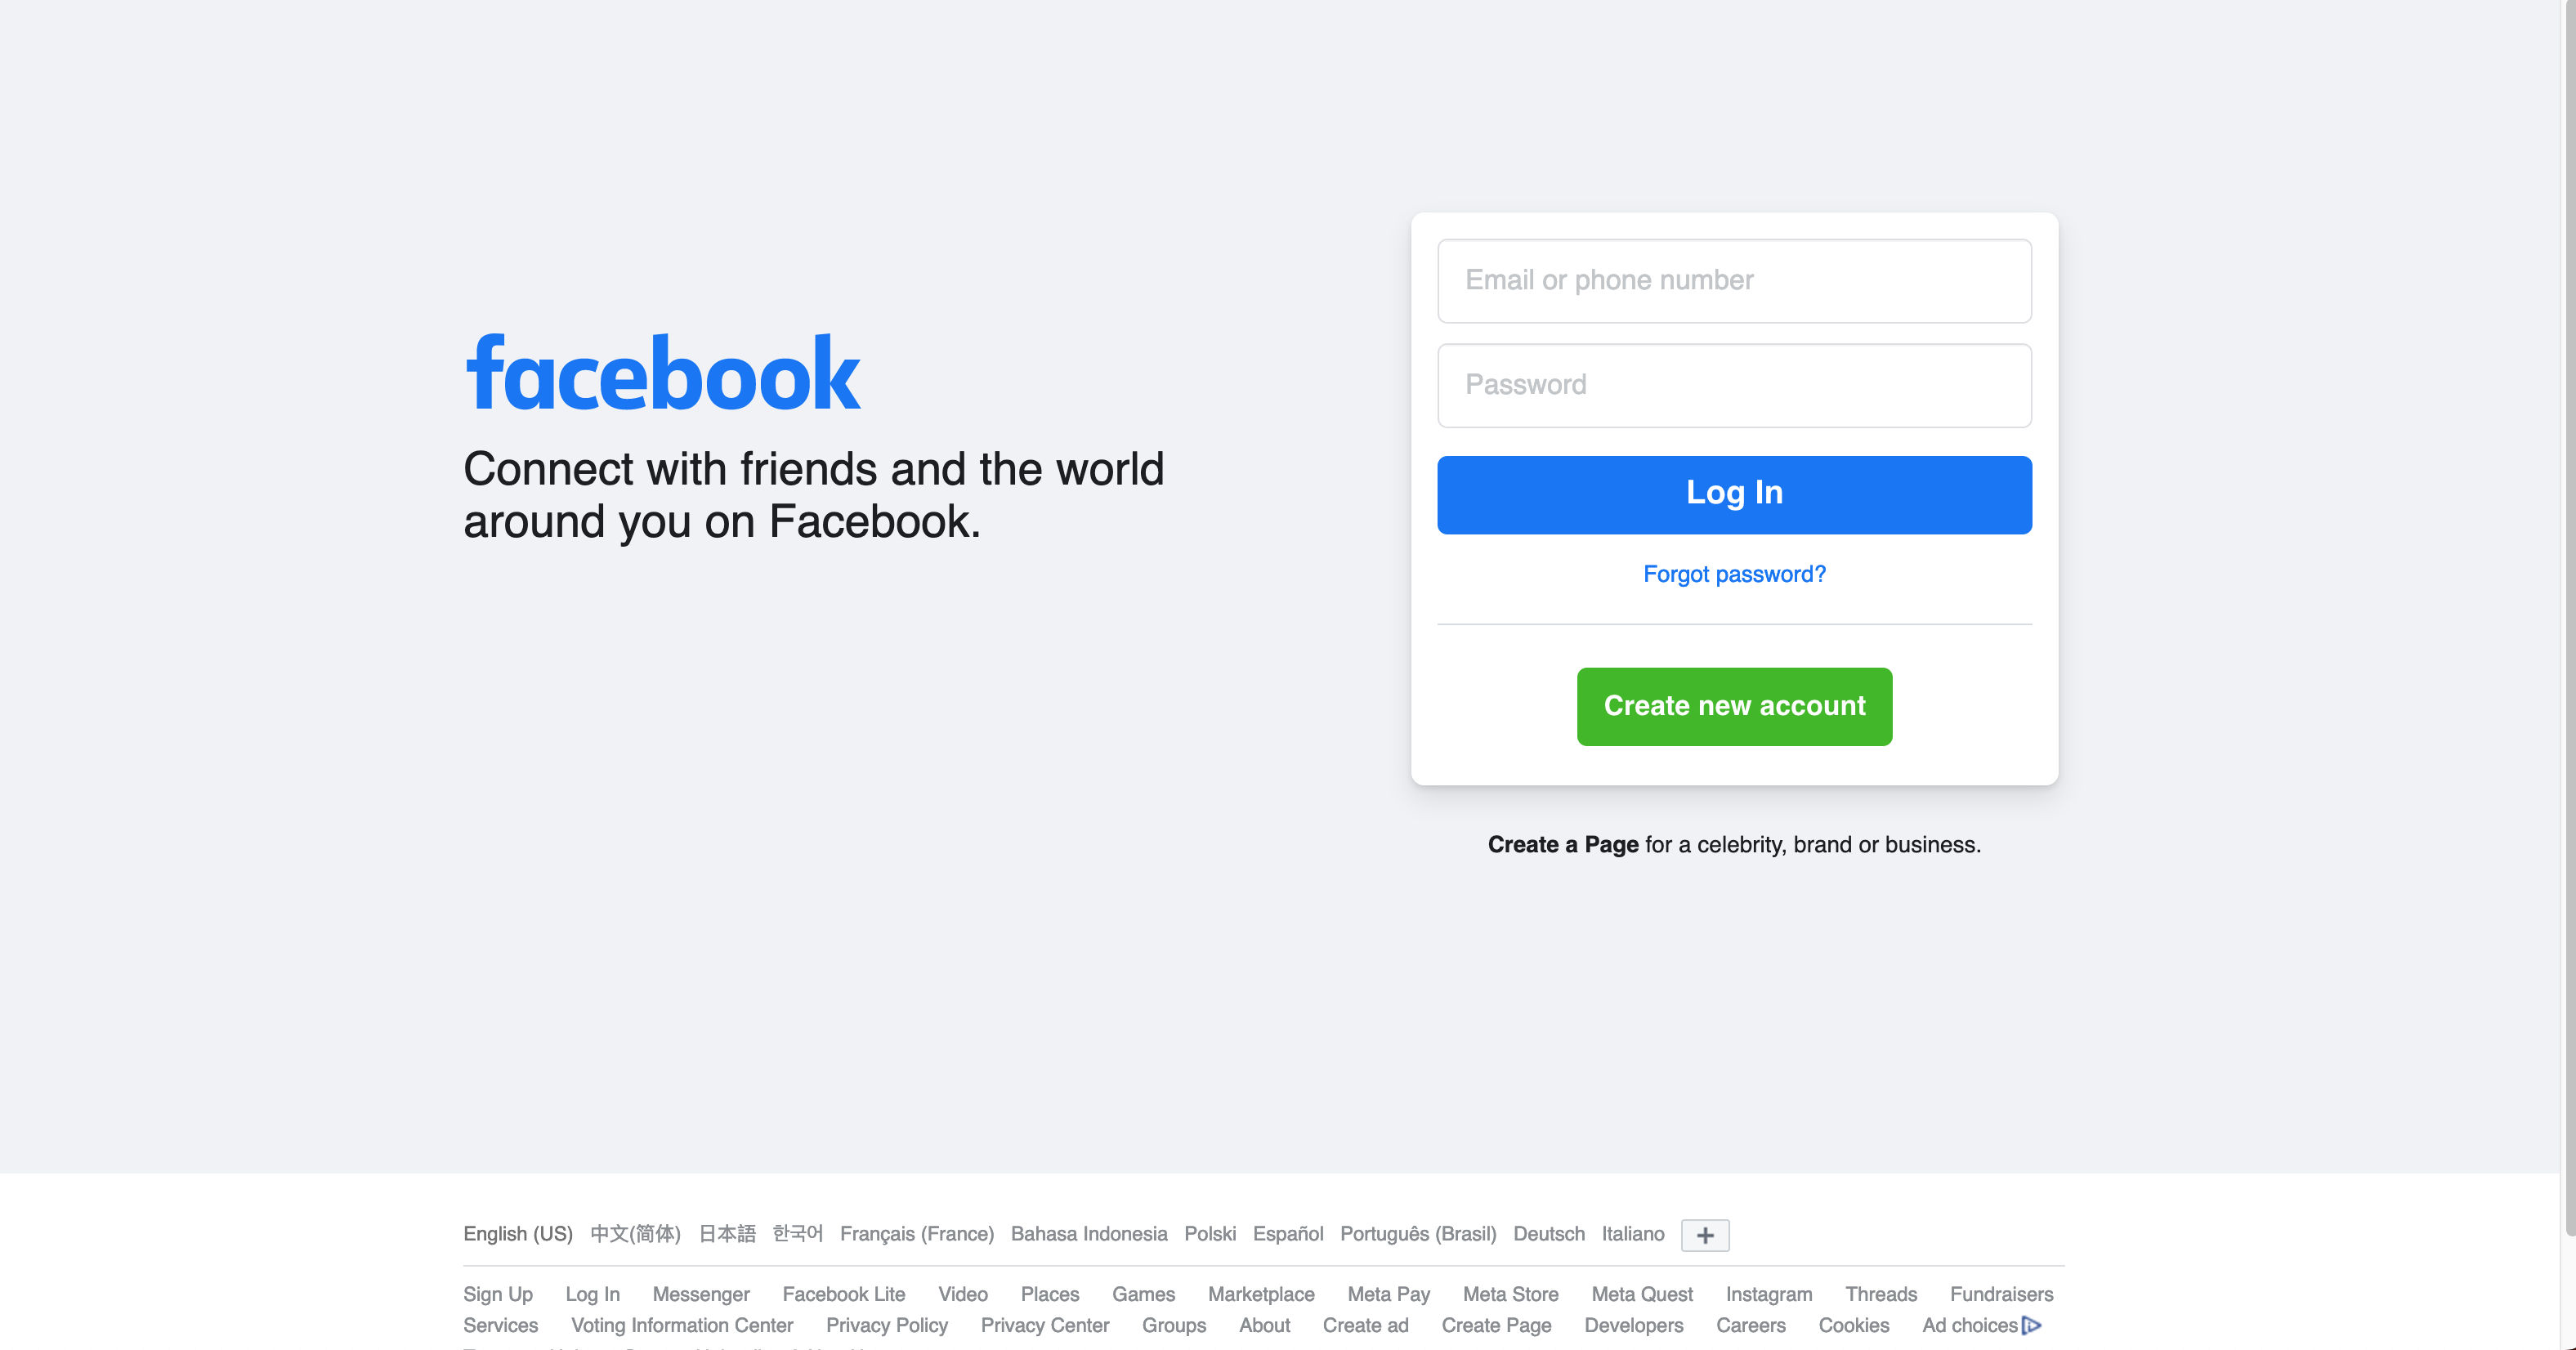 facebook
Connect with friends and the world
around you on Facebook.
Email or phone number
Password
Log In
Forgot password?
Create new account
Create a Page for a celebrity, brand or business.
English (US) 中文(简体) 日本語 한국어 Français (France) Bahasa Indonesia Polski Español Português (Brasil) Deutsch Italiano +
Sign Up Log In Messenger Facebook Lite Video Places Games Marketplace Meta Pay Meta Store Meta Quest Instagram Threads Fundraisers
Services Voting Information Center Privacy Policy Privacy Center Groups About Create ad Create Page Developers Careers Cookies Ad choices